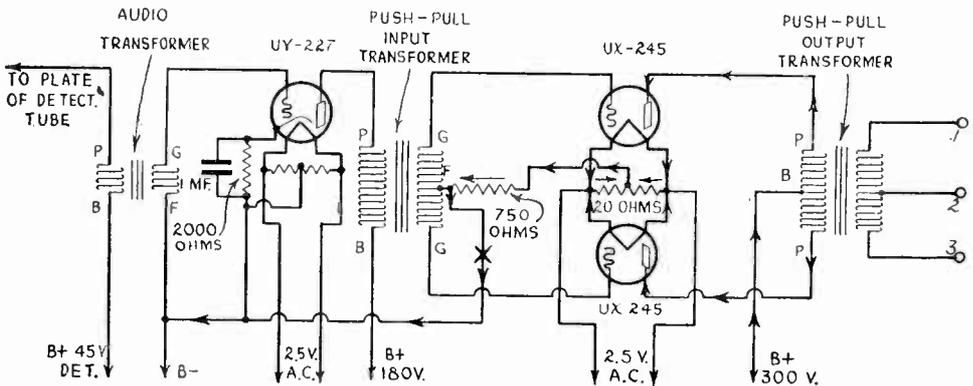 AUDIO
TRANSFORMER
UY-227
PUSH-PULL
INPUT
TRANSFORMER
UX-245
PUSH-PULL
OUTPUT
TRANSFORMER
TO PLATE
OF DETECT.
TUBE
P
B
G
F
1 MF.
2000
OHMS
P
B
G
F
G
750
OHMS
20 OHMS
UX 245
P
B
P
1
2
3
B+ 45V
DET.
B-
2.5V.
A.C.
B+
180V.
2.5 V.
A.C.
B+
300 V.